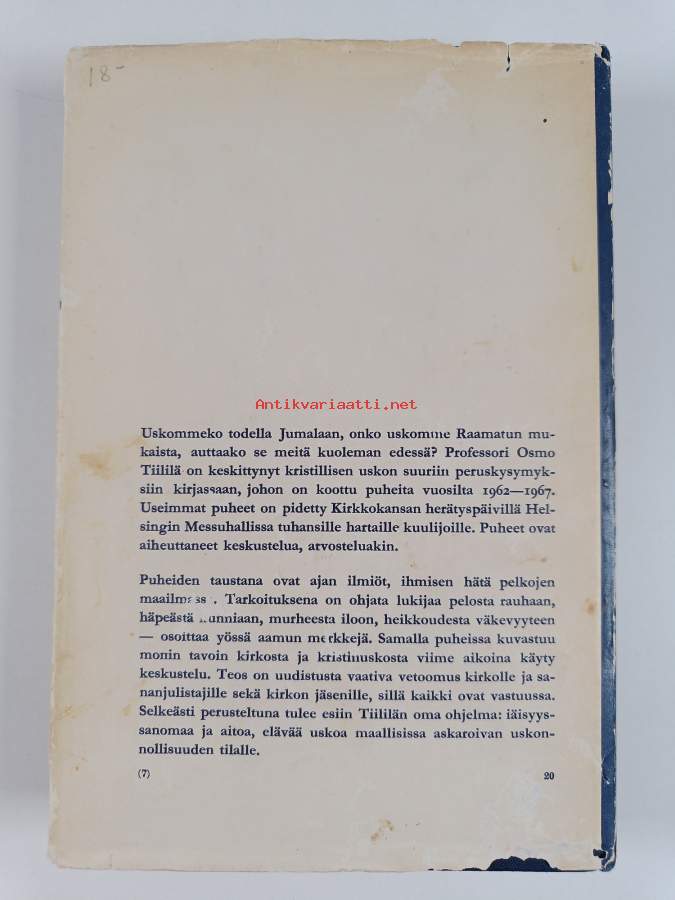 18-
Antikvariaatti.net
Uskommeko todella Jumalaan, onko uskomme Raamatun mu-
kaista, auttaako se meitä kuoleman edessä? Professori Osmo
Tiililä on keskittynyt kristillisen uskon suuriin peruskysymyk-
siin kirjassaan, johon on koottu puheita vuosilta 1962—1967.
Useimmat puheet on pidetty Kirkkokansan herätyspäivillä Hel-
singin Messuhallissa tuhansille hartaille kuulijoille. Puheet ovat
aiheuttaneet keskustelua, arvosteluakin.
Puheiden taustana ovat ajan ilmiöt, ihmisen hätä pelkojen
maailmassa. Tarkoituksena on ohjata lukijaa pelosta rauhaan,
häpeästä kunniaan, murheesta iloon, heikkoudesta väkevyyteen
— osoittaa yössä aamun merkkejä. Samalla puheissa kuvastuu
monin tavoin kirkosta ja kristinuskosta viime aikoina käyty
keskustelu. Teos on uudistusta vaativa vetoomus kirkolle ja sa-
nanjulistajille sekä kirkon jäsenille, sillä kaikki ovat vastuussa.
Selkeästi perusteltuna tulee esiin Tiililän oma ohjelma: iäisyys-
sanomaa ja aitoa, elävää uskoa maallisissa askaroivan uskon-
nollisuuden tilalle.
(7) 20